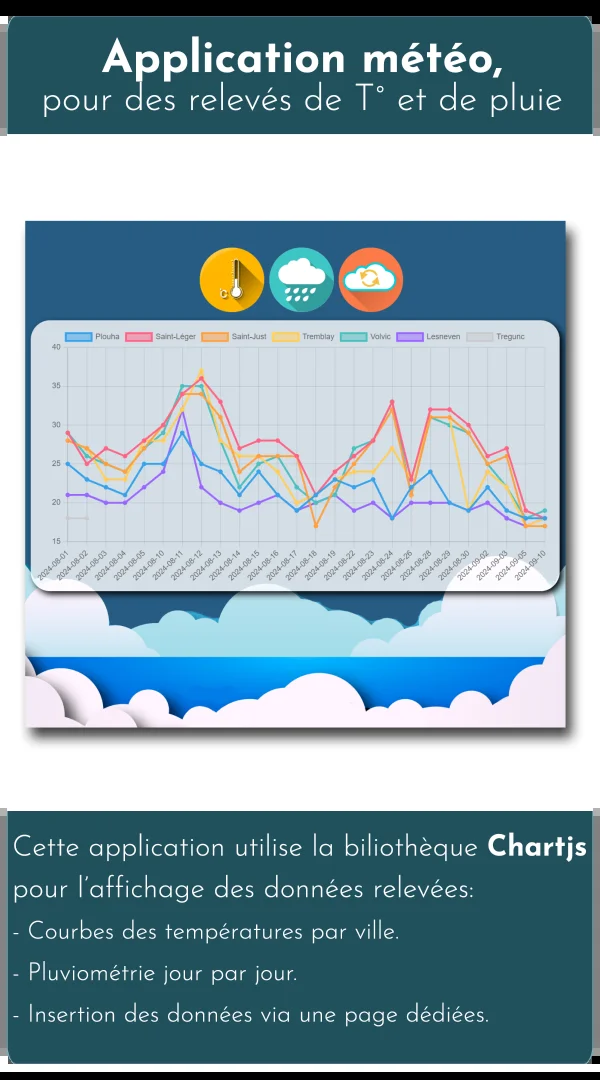 Application météo,
pour des relevés de T° et de pluie
Plouha Saint-Léger Saint-Just Tremblay Volvic Lesneven Tregunc
40
35
30
25
20
15
2024-08-01 2024-08-02 2024-08-03 2024-08-04 2024-08-05 2024-08-10 2024-08-11 2024-08-12 2024-08-13 2024-08-14 2024-08-15 2024-08-16 2024-08-17 2024-08-18 2024-08-19 2024-08-22 2024-08-23 2024-08-24 2024-08-26 2024-08-28 2024-08-29 2024-08-30 2024-09-02 2024-09-03 2024-09-05 2024-09-10
Cette application utilise la biliothèque Chartjs
pour l'affichage des données relevées:
- Courbes des températures par ville.
- Pluviométrie jour par jour.
- Insertion des données via une page dédiées.